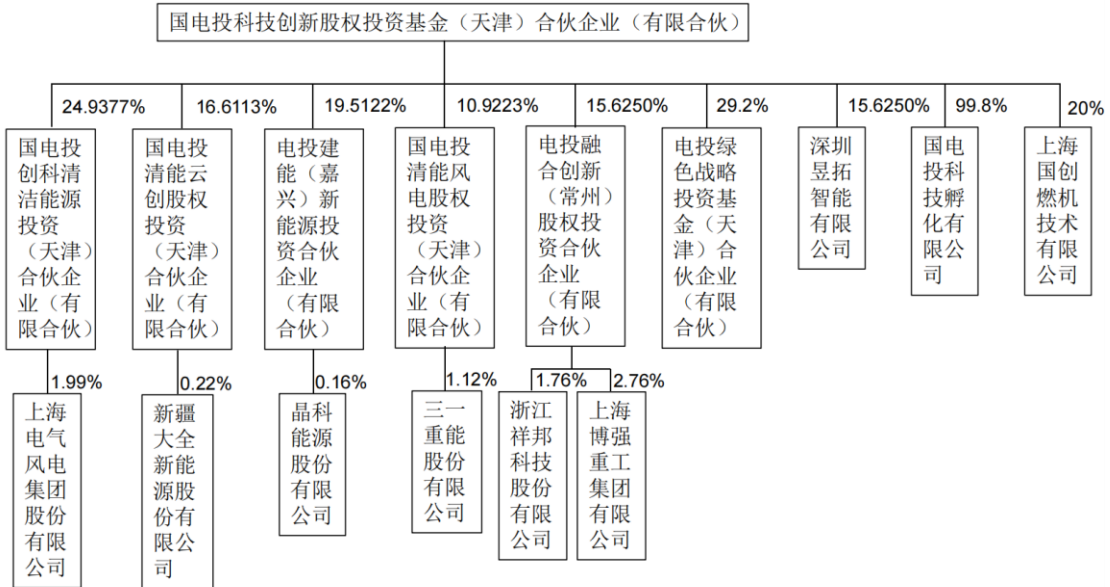 国电投科技创新股权投资基金（天津）合伙企业（有限合伙）
24.9377%
16.6113%
19.5122%
10.9223%
15.6250%
29.2%
15.6250%
99.8%
20%
国电投
创科清
洁能源
投资
（天津）
合伙企
业（有
限合伙）
国电投
清能云
创股权
投资
（天津）
合伙企
业（有
限合伙）
电投建
能（嘉
兴）新
能源投
资合伙
企业
（有限
合伙）
国电投
清能风
电股权
投资
（天津）
合伙企
业（有
限合伙）
电投融
合创新
（常州）
股权投
资合伙
企业
（有限
合伙）
电投绿
色战略
投资基
金（天
津）合
伙企业
（有限
合伙）
深圳
昱拓
智能
有限
公司
国电
投科
技孵
化有
限公
司
上海
国创
燃机
技术
有限
公司
1.99%
0.22%
0.16%
1.12%
1.76%
2.76%
上海
电气
风电
集团
股份
有限
公司
新疆
大全
新能
源股
份有
限公
司
晶科
能源
股份
有限
公司
三一
重能
股份
有限
公司
浙江
祥邦
科技
股份
有限
公司
上海
博强
重工
集团
有限
公司